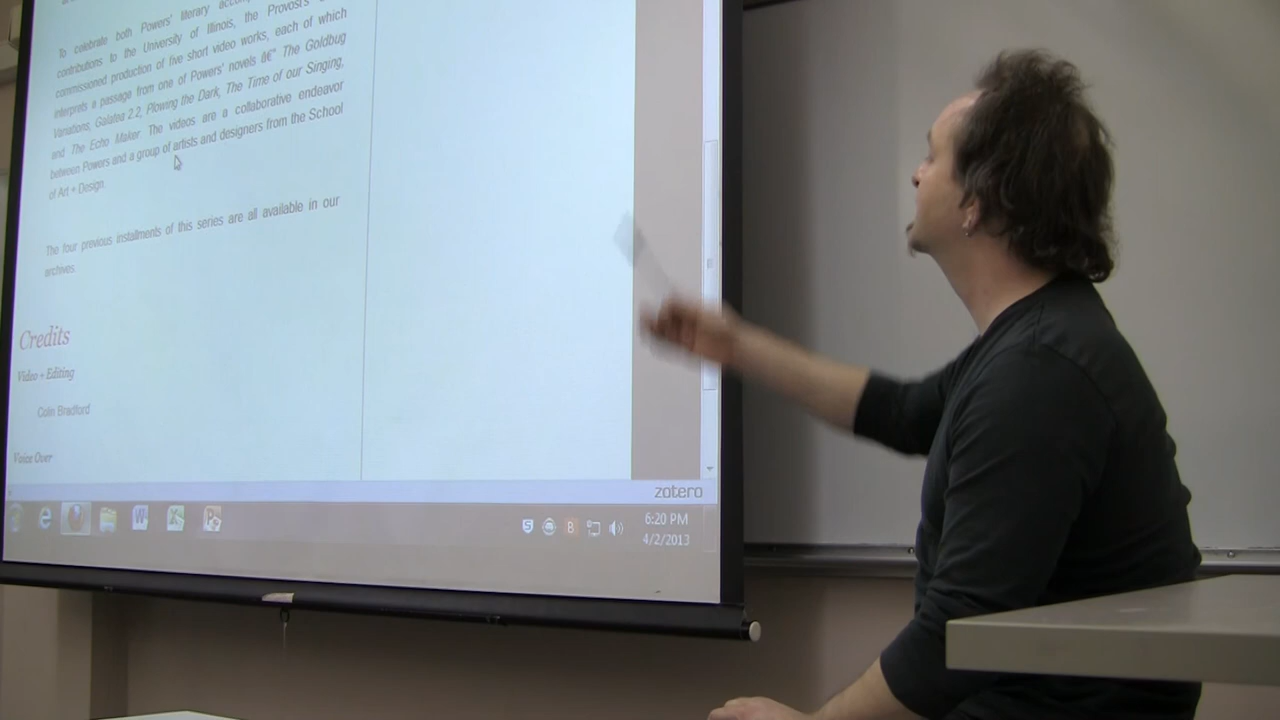 To celebrate both Powers' literary
contributions to the University of Illinois, the Provost's
commissioned production of five short video works, each of which
interprets a passage from one of Powers' novels â€“ The Goldbug
Variations, Galatea 2.2, Plowing the Dark, The Time of our Singing,
and The Echo Maker. The videos are a collaborative endeavor
between Powers and a group of artists and designers from the School
of Art + Design.
The four previous installments of this series are all available in our
archives.
Credits
Video + Editing
Colin Bradford
Voice Over
zotero
6:20 PM
4/2/2013